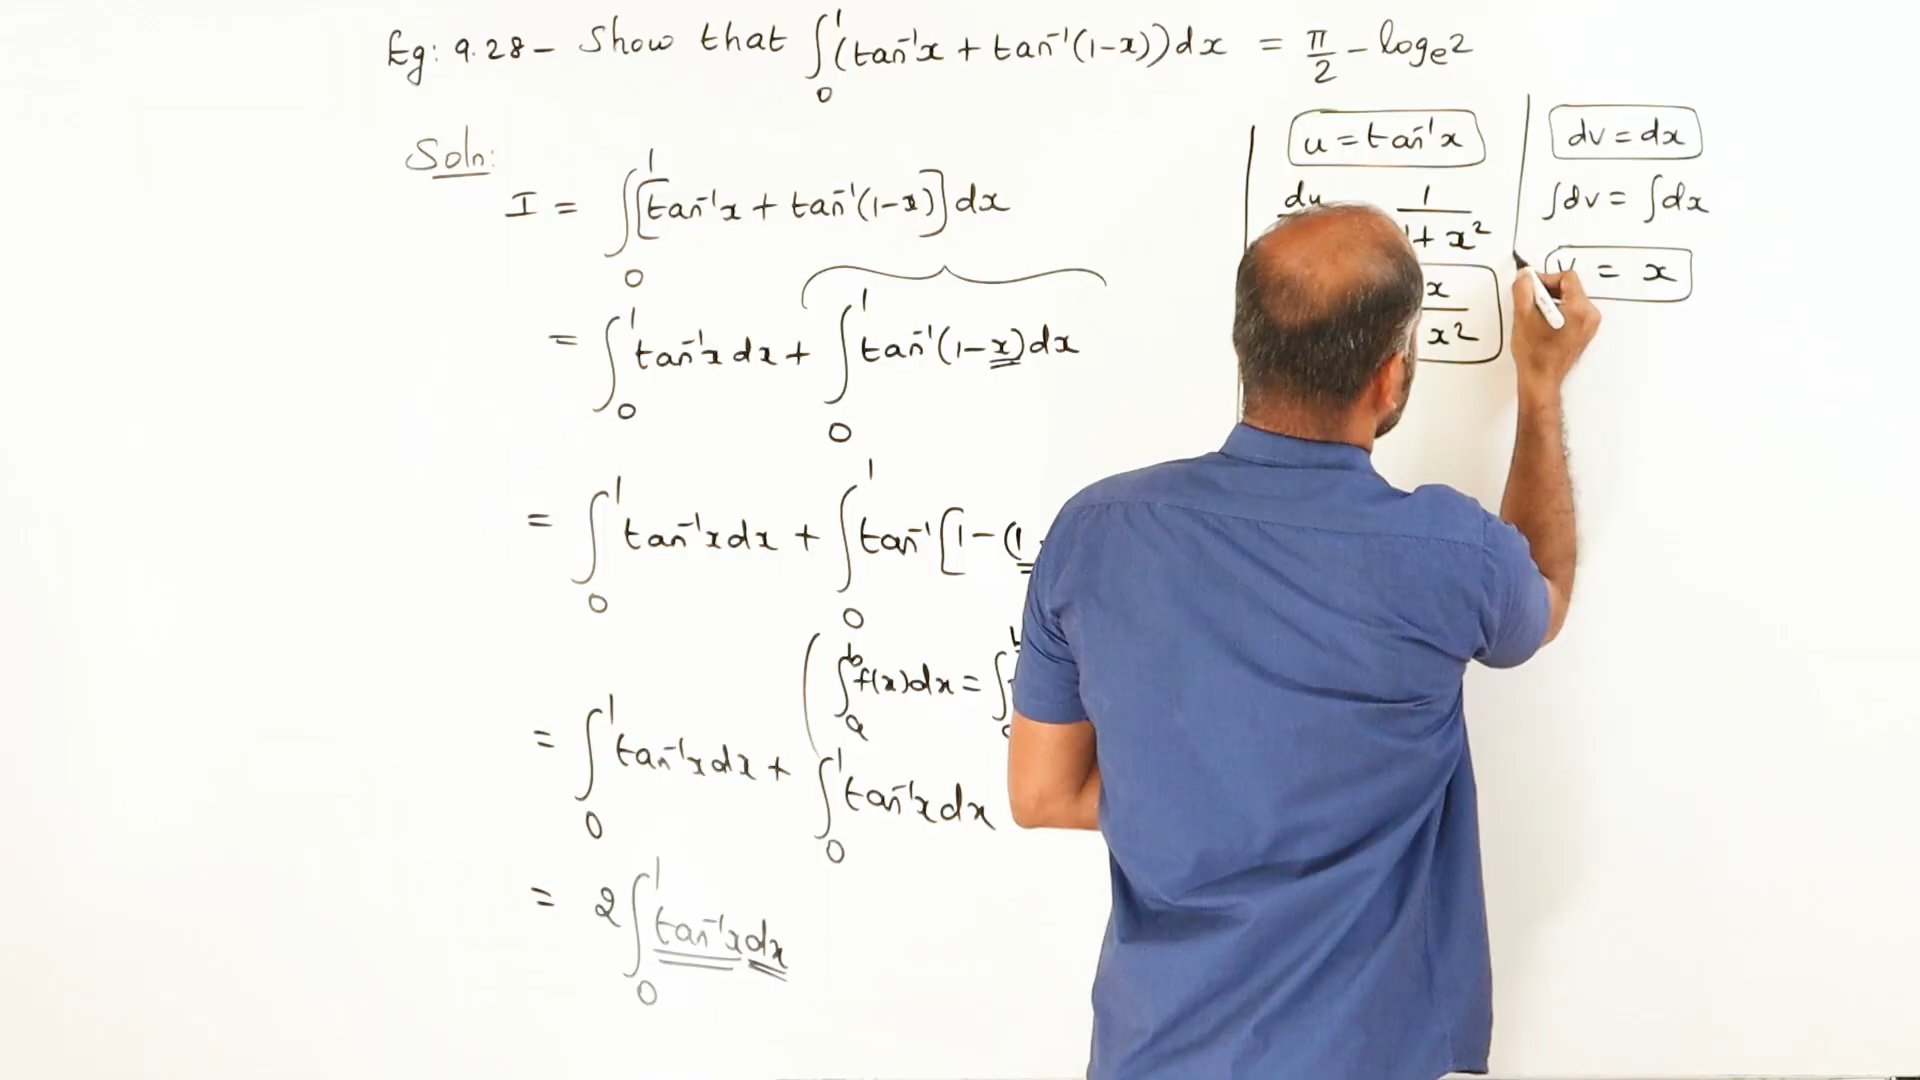 Eg: 9.28 – Show that ∫₀¹ (tan⁻¹x + tan⁻¹(1-x)) dx = π/2 - logₑ2
Soln:
I = ∫₀¹ [tan⁻¹x + tan⁻¹(1-x)] dx
= ∫₀¹ tan⁻¹x dx + ∫₀¹ tan⁻¹(1-x) dx
= ∫₀¹ tan⁻¹x dx + ∫₀¹ tan⁻¹[1-(1
(∫ₐᵇ f(x)dx = ∫
= ∫₀¹ tan⁻¹x dx + ∫₀¹ tan⁻¹x dx
= 2 ∫₀¹ tan⁻¹x dx
u = tan⁻¹x
du 1
1+x²
x
x²
dv = dx
∫dv = ∫dx
v = x